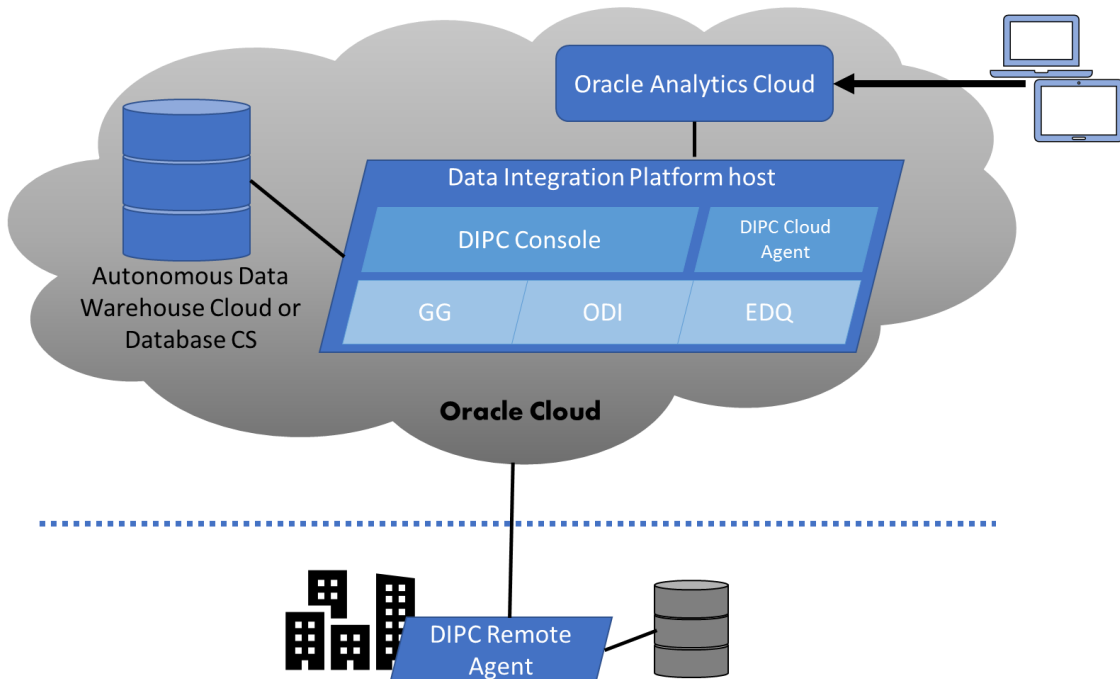 Oracle Analytics Cloud
Data Integration Platform host
DIPC Console
DIPC Cloud
Agent
GG
ODI
EDQ
Autonomous Data
Warehouse Cloud or
Database CS
Oracle Cloud
DIPC Remote
Agent